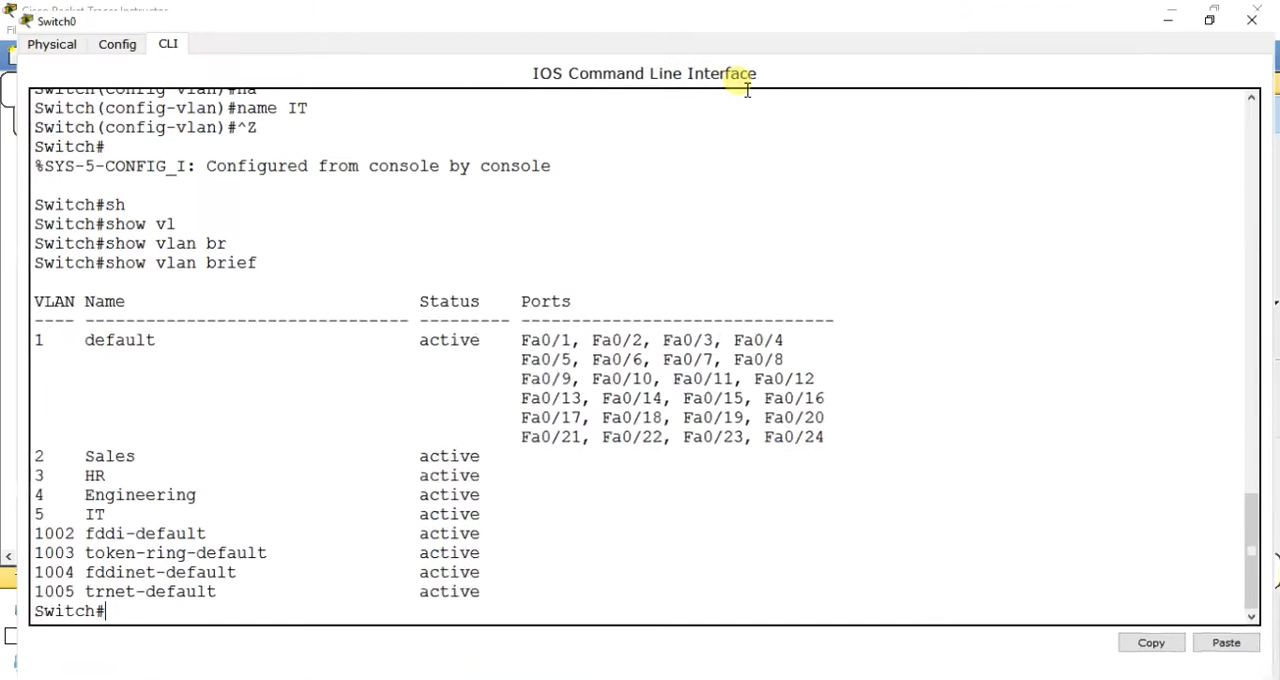 Switch0
Physical Config CLI
IOS Command Line Interface
Switch(config-vlan)#na
Switch(config-vlan)#name IT
Switch(config-vlan)#^Z
Switch#
%SYS-5-CONFIG_I: Configured from console by console
Switch#sh
Switch#show vl
Switch#show vlan br
Switch#show vlan brief
VLAN Name Status Ports
---- -------------------------------- --------- -------------------------------
1 default active Fa0/1, Fa0/2, Fa0/3, Fa0/4
Fa0/5, Fa0/6, Fa0/7, Fa0/8
Fa0/9, Fa0/10, Fa0/11, Fa0/12
Fa0/13, Fa0/14, Fa0/15, Fa0/16
Fa0/17, Fa0/18, Fa0/19, Fa0/20
Fa0/21, Fa0/22, Fa0/23, Fa0/24
2 Sales active
3 HR active
4 Engineering active
5 IT active
1002 fddi-default active
1003 token-ring-default active
1004 fddinet-default active
1005 trnet-default active
Switch#
Copy Paste